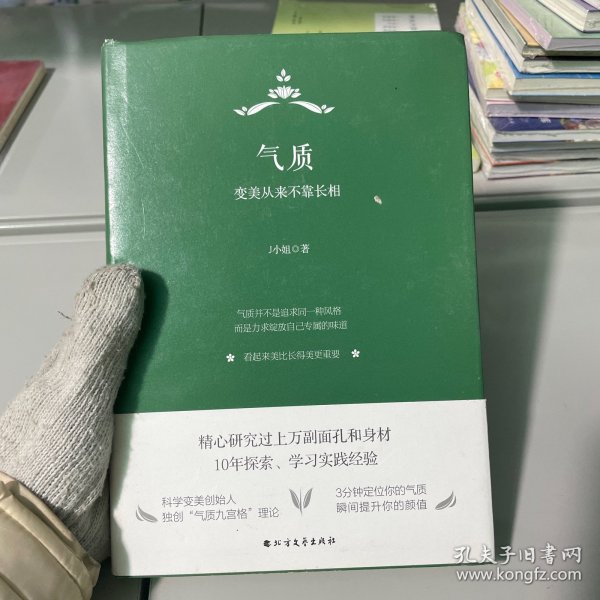 气质
变美从来不靠长相
J小姐◎著
气质并不是追求同一种风格
而是力求绽放自己专属的味道
看起来美比长得美更重要
精心研究过上万副面孔和身材
10年探索、学习实践经验
科学变美创始人
独创“气质九宫格”理论
3分钟定位你的气质
瞬间提升你的颜值
北方文艺出版社
孔夫子旧书网
www.kongfz.com